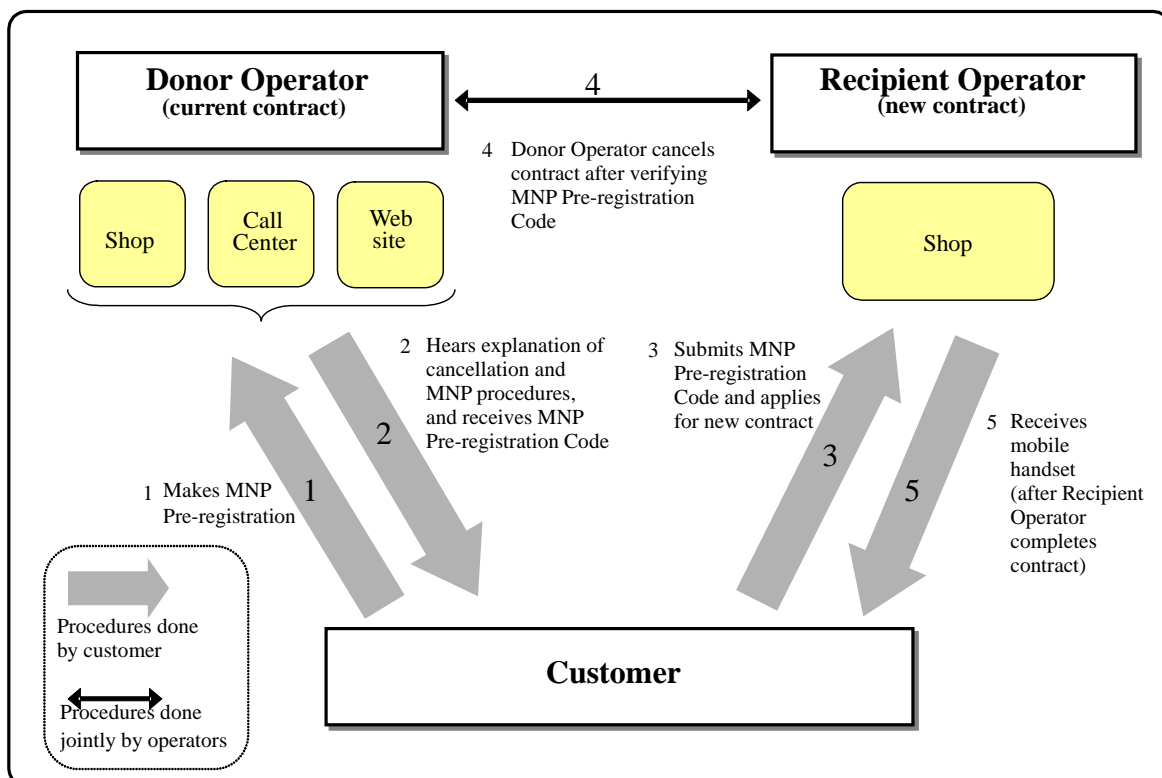 Donor Operator
(current contract)
4
Recipient Operator
(new contract)
4 Donor Operator cancels
contract after verifying
MNP Pre-registration
Code
Shop
Call
Center
Web
site
Shop
2 Hears explanation of
cancellation and
MNP procedures,
and receives MNP
Pre-registration Code
3 Submits MNP
Pre-registration
Code and applies
for new contract
5 Receives
mobile
handset
(after Recipient
Operator
completes
contract)
2
3
1 Makes MNP
Pre-registration
1
5
Procedures done
by customer
Procedures done
jointly by operators
Customer